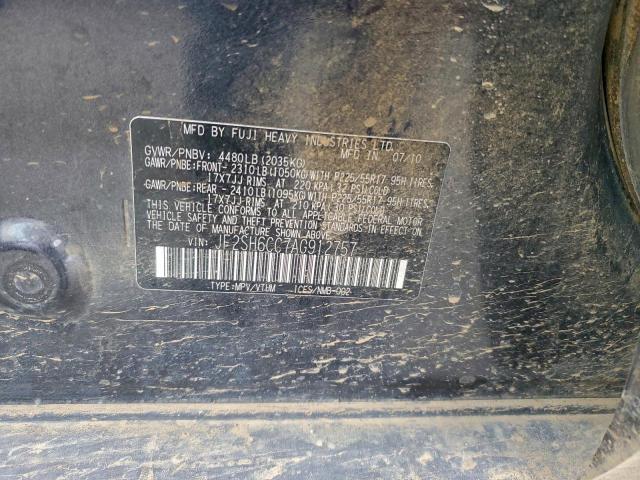 MFD BY FUJI HEAVY INDUSTRIES LTD.
GVWR/PNBV: 4480LB(2035KG) MFD IN 07/10
GAWR/PNBE:FRONT- 2310LB(1050KG)WITH P225/55R17 95H TIRES,
17X7JJ RIMS, AT 220 KPA(32 PSI)COLD
GAWR/PNBE:REAR - 2410LB(1095KG)WITH P225/55R17 95H TIRES,
17X7JJ RIMS, AT 210 KPA PSI)COLD
THIS VEHICLE CONFORMS TO ALL APPLICABLE FEDERAL MOTOR
VEHICLE SAFETY STANDARDS IN EFFECT ON
THE DATE OF MANUFACTURE SHOWN ABOVE.
VIN: JF2SH6CC7AG912757
TYPE:MPV/VTUM ICES/NMB-002